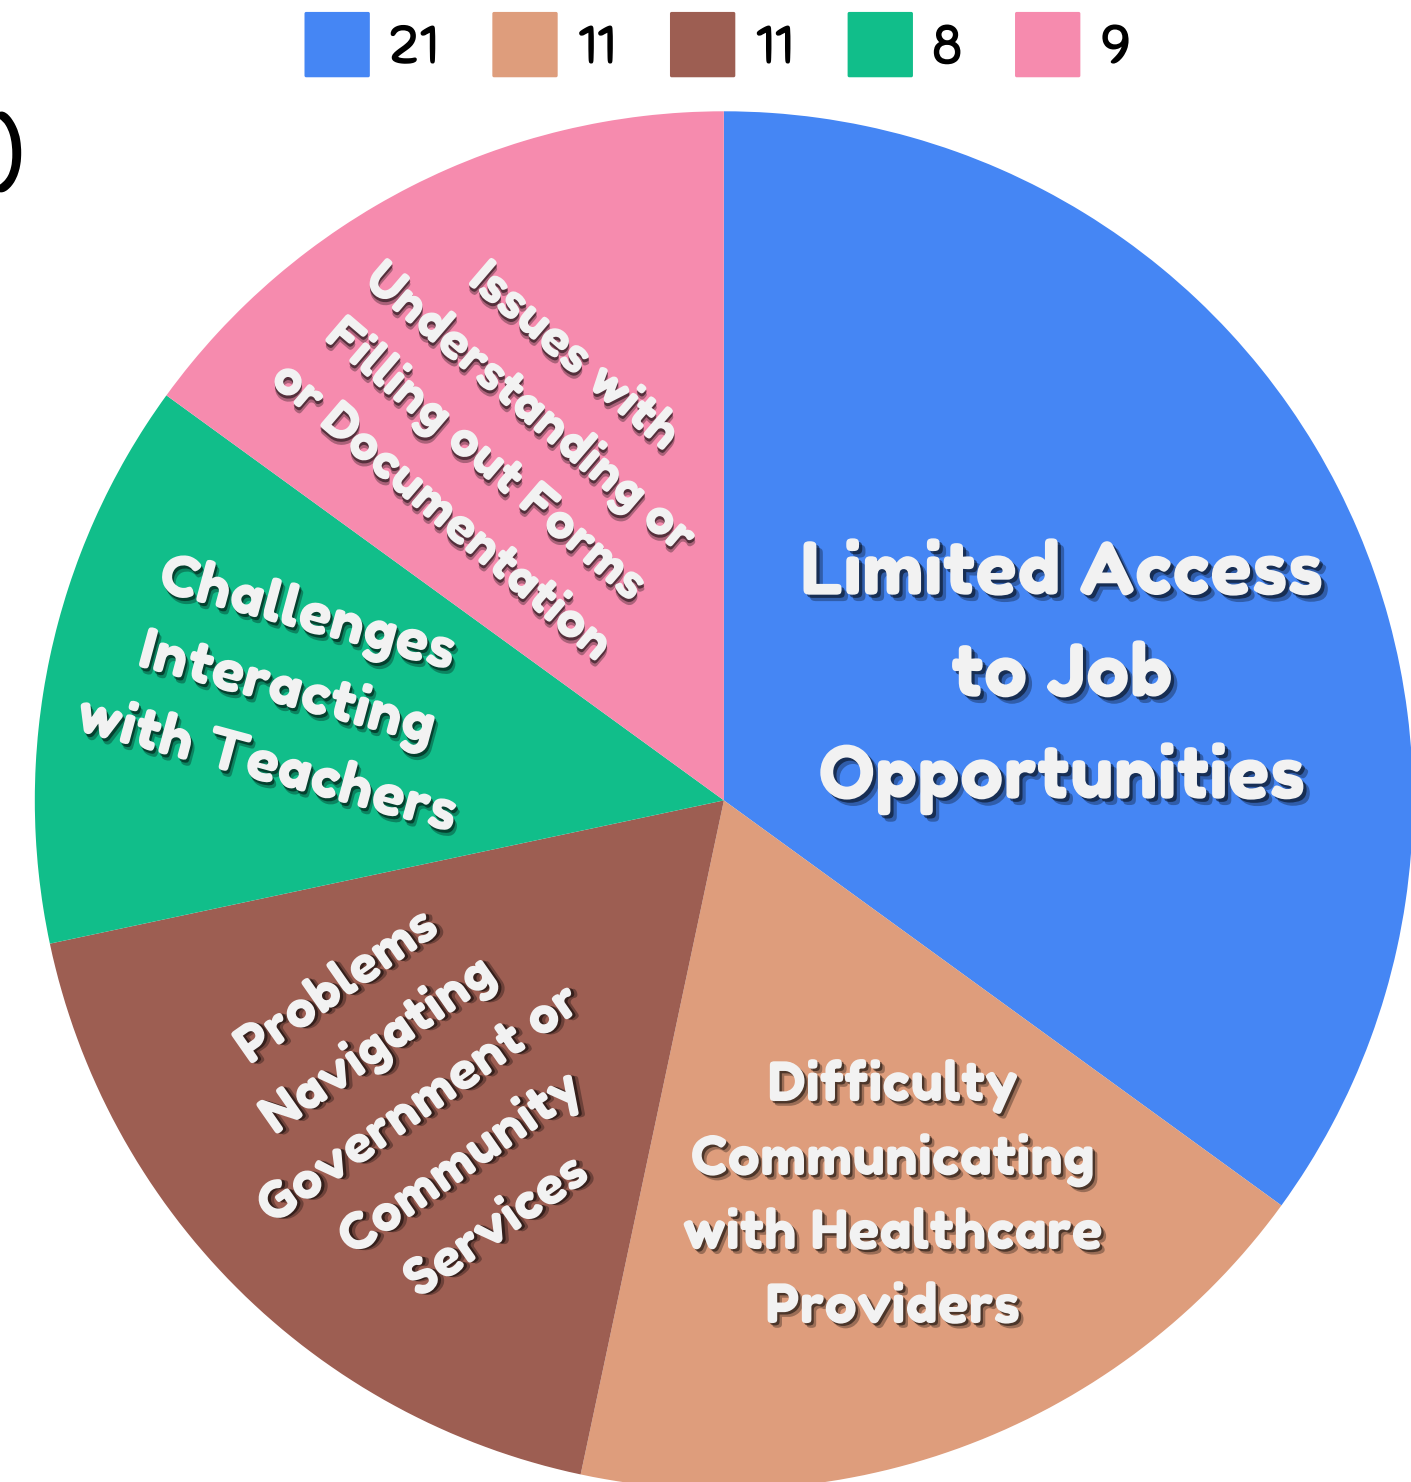 21 11 11 8 9
)
Limited Access
to Job
Opportunities
Difficulty
Communicating
with Healthcare
Providers
Problems
Navigating
Government or
Community
Services
Challenges
Interacting
with Teachers
Issues with
Understanding or
Filling out Forms
or Documentation